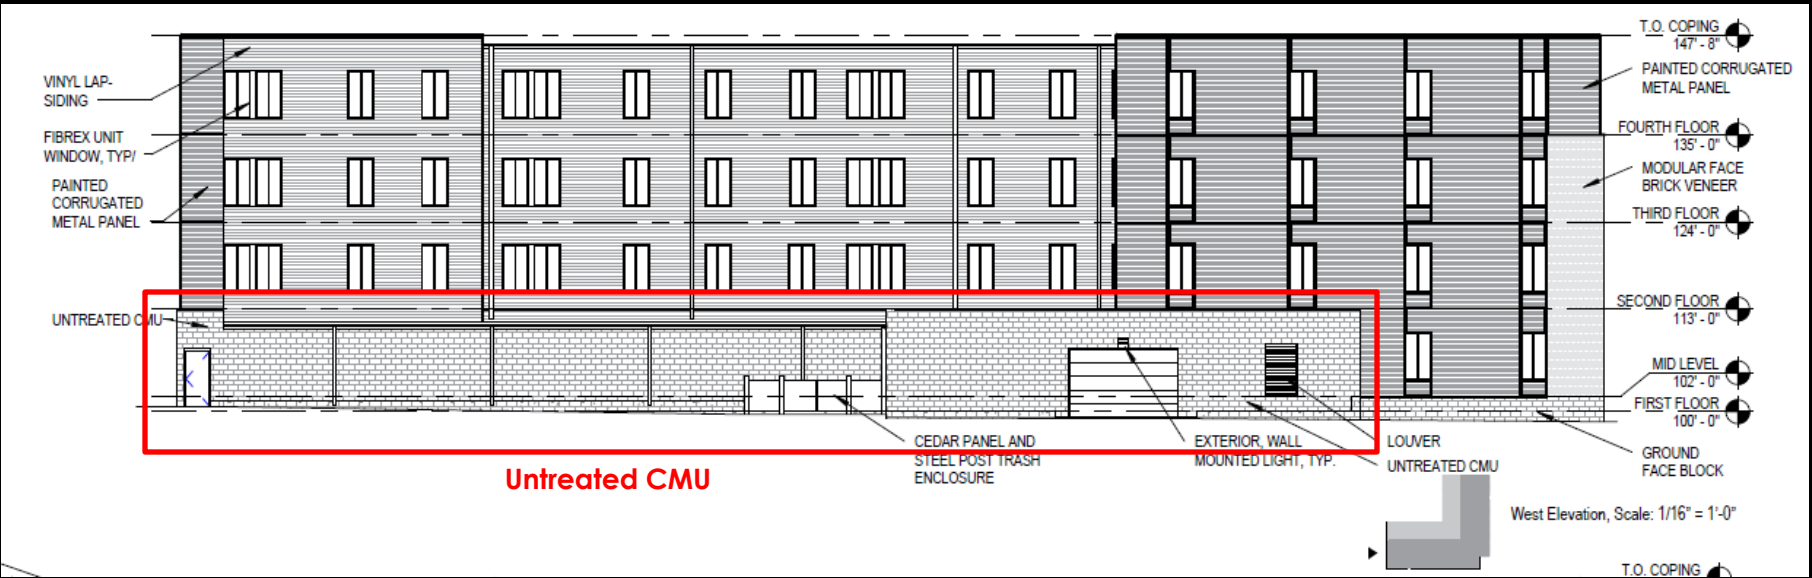 VINYL LAP-
SIDING
FIBREX UNIT
WINDOW, TYP/
PAINTED
CORRUGATED
METAL PANEL
UNTREATED CMU
T.O. COPING
147' - 8"
PAINTED CORRUGATED
METAL PANEL
FOURTH FLOOR
135' - 0"
MODULAR FACE
BRICK VENEER
THIRD FLOOR
124' - 0"
SECOND FLOOR
113' - 0"
MID LEVEL
102' - 0"
FIRST FLOOR
100' - 0"
GROUND
FACE BLOCK
CEDAR PANEL AND
STEEL POST TRASH
ENCLOSURE
EXTERIOR, WALL
MOUNTED LIGHT, TYP.
LOUVER
UNTREATED CMU
Untreated CMU
West Elevation, Scale: 1/16" = 1'-0"
T.O. COPING